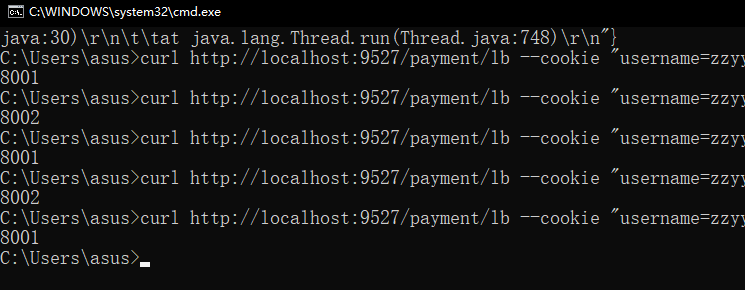 C:\WINDOWS\system32\cmd.exe
java:30)\r\n\t\tat java.lang.Thread.run(Thread.java:748)\r\n"}
C:\Users\asus>curl http://localhost:9527/payment/lb --cookie "username=zzyy
8001
C:\Users\asus>curl http://localhost:9527/payment/lb --cookie "username=zzyy
8002
C:\Users\asus>curl http://localhost:9527/payment/lb --cookie "username=zzyy
8001
C:\Users\asus>curl http://localhost:9527/payment/lb --cookie "username=zzyy
8002
C:\Users\asus>curl http://localhost:9527/payment/lb --cookie "username=zzyy
8001
C:\Users\asus>